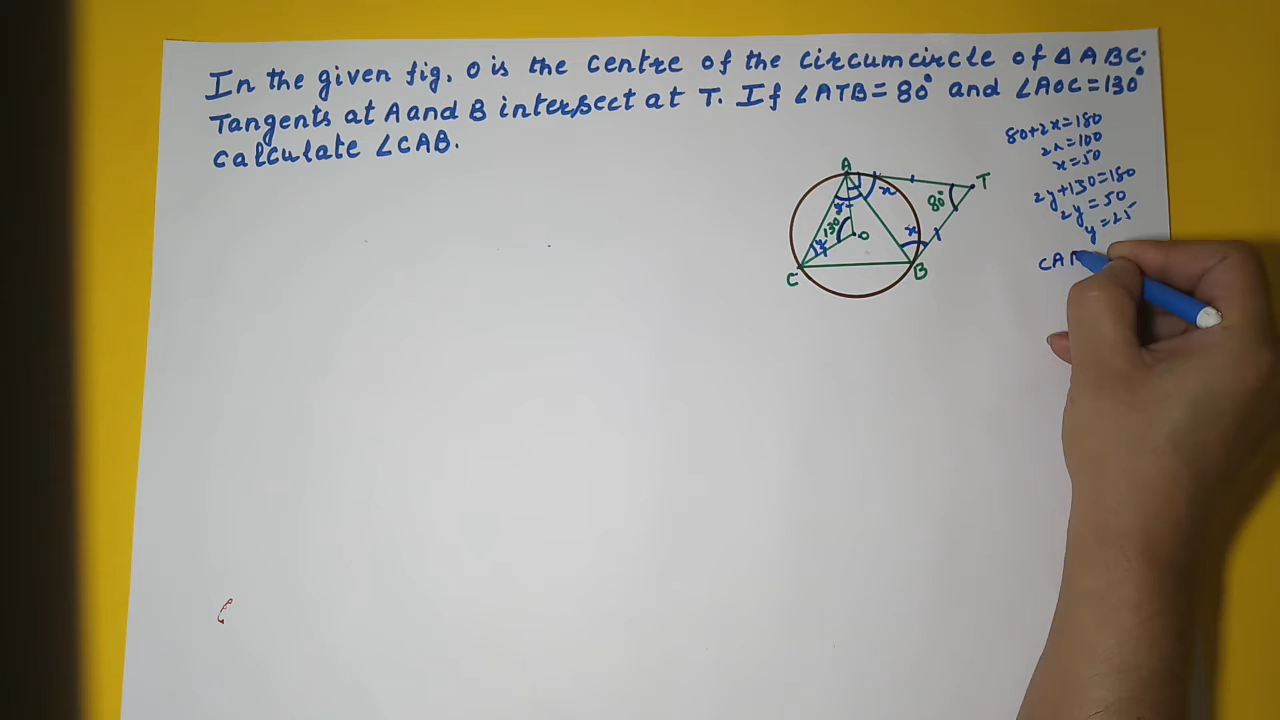 In the given fig, O is the centre of the circumcircle of ΔABC.
Tangents at A and B intersect at T. If ∠ATB = 80° and ∠AOC = 130°
calculate ∠CAB.
80+2x=180
2x=100
x=50
2y+130=180
2y=50
y=25
CA
A
T
x
80°
y
130
O
x
y
C
B